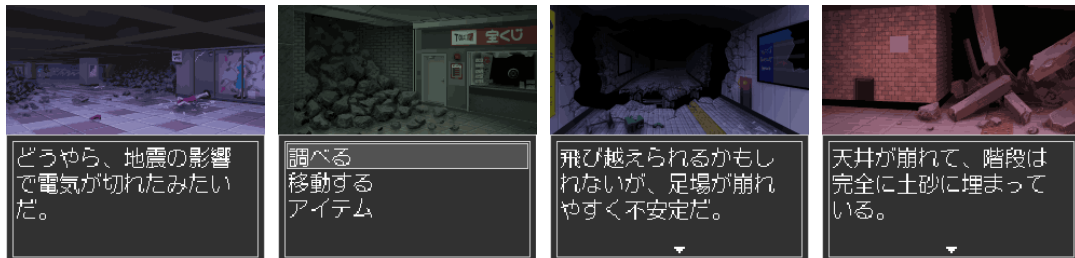 どうやら、地震の影響
で電気が切れたみたい
だ。
宝くじ
調べる
移動する
アイテム
飛び越えられるかもし
れないが、足場が崩れ
やすく不安定だ。
天井が崩れて、階段は
完全に土砂に埋まって
いる。